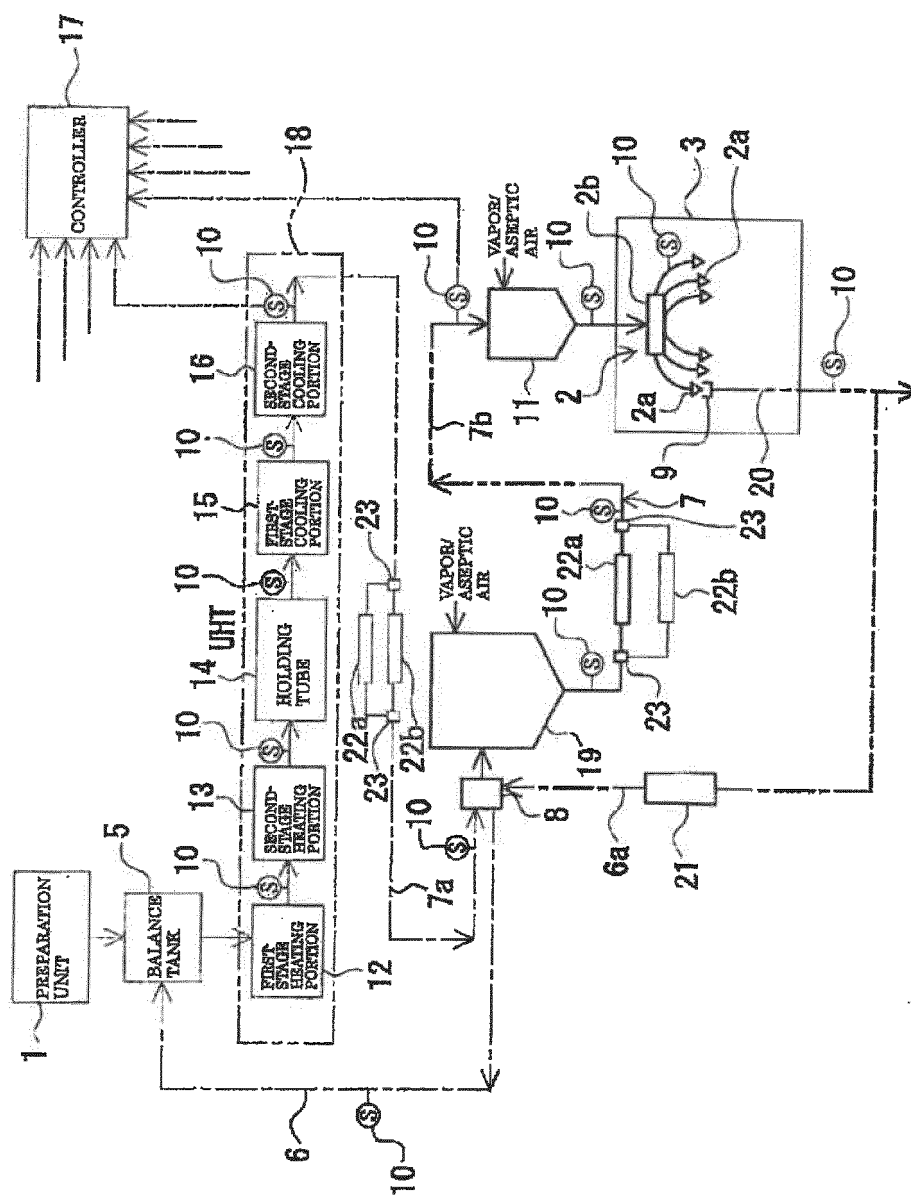 17
CONTROLLER
18
10
VAPOR/
ASEPTIC
AIR
10
10
2b
10
3
2a
10
11
2
2a
9
20
7b
16
SECOND-
STAGE
COOLING
PORTION
10
15
FIRST-
STAGE
COOLING
PORTION
10
UHT
14
HOLDING
TUBE
10
13
SECOND-
STAGE
HEATING
PORTION
10
FIRST-
STAGE
HEATING
PORTION
12
5
BALANCE
TANK
PREPARATION
UNIT
1
23
22a
22b
23
VAPOR/
ASEPTIC
AIR
10
22a
10
7
23
22b
23
19
10
7a
8
6a
21
6
10
S
S
S
S
S
S
S
S
S
S
S
S
S